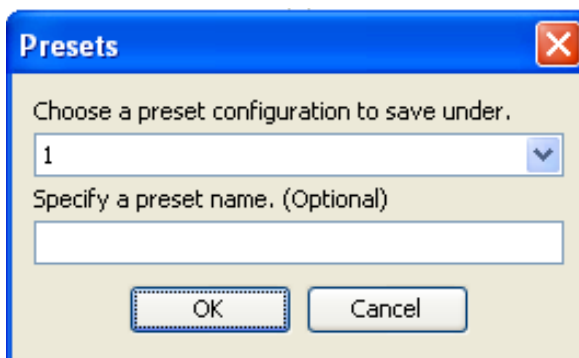 Presets
Choose a preset configuration to save under.
1
Specify a preset name. (Optional)
OK
Cancel